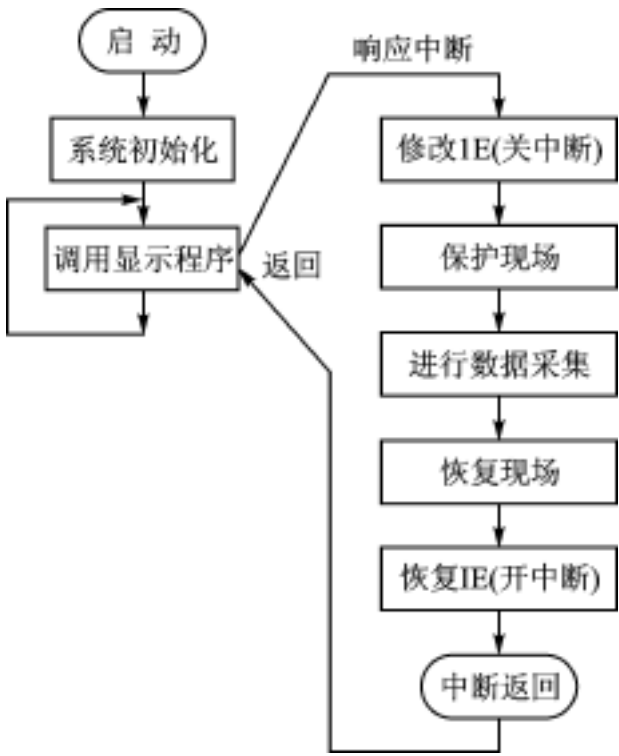 启 动
响应中断
系统初始化
修改1E(关中断)
调用显示程序
返回
保护现场
进行数据采集
恢复现场
恢复IE(开中断)
中断返回